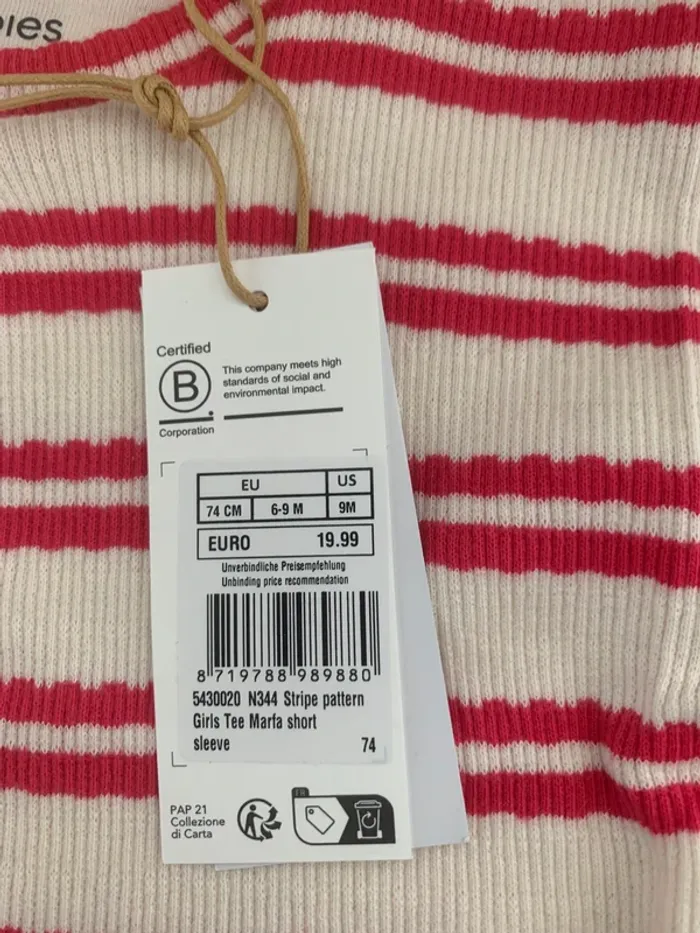 Certified
B
Corporation
This company meets high
standards of social and
environmental impact.
EU US
74 CM 6-9 M 9M
EURO 19.99
Unverbindliche Preisempfehlung
Unbinding price recommendation
8 719788 989880
5430020 N344 Stripe pattern
Girls Tee Marfa short
sleeve 74
PAP 21
Collezione
di Carta
FR